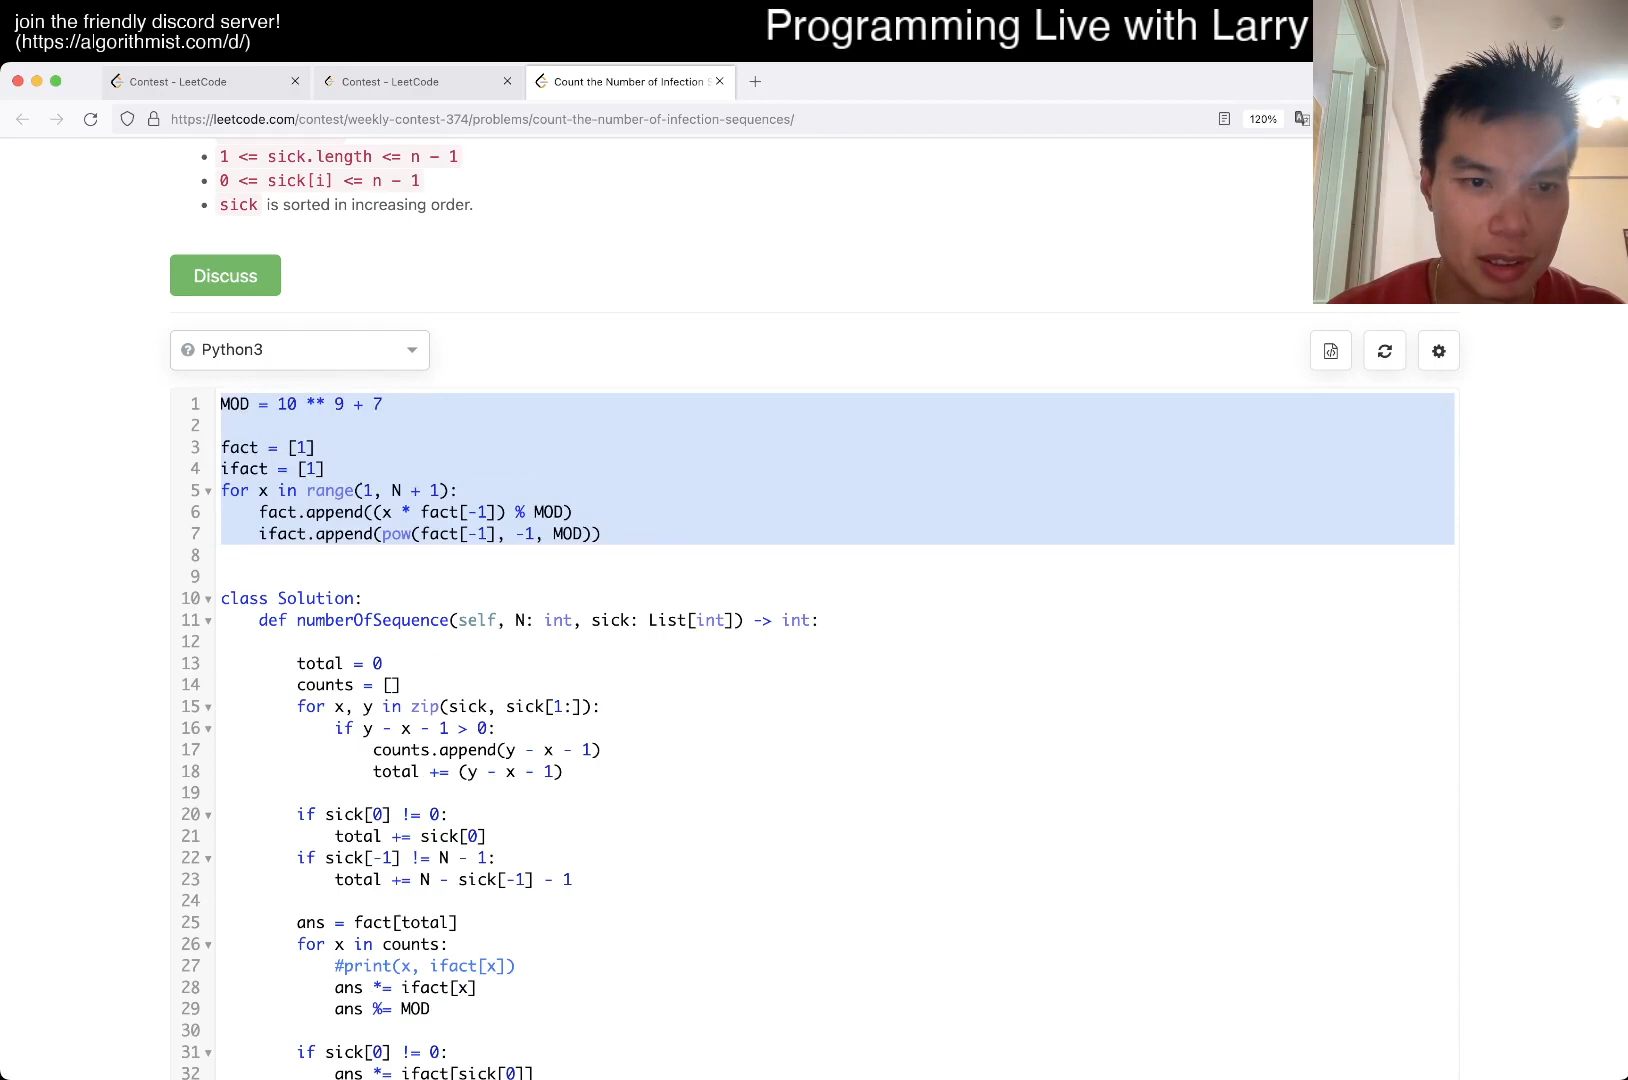 join the friendly discord server!
(https://algorithmist.com/d/)
Programming Live with Larry
Contest - LeetCode
Contest - LeetCode
Count the Number of Infection S
https://leetcode.com/contest/weekly-contest-374/problems/count-the-number-of-infection-sequences/
120%
1 <= sick.length <= n - 1
0 <= sick[i] <= n - 1
sick is sorted in increasing order.
Discuss
Python3
1 MOD = 10 ** 9 + 7
2
3 fact = [1]
4 ifact = [1]
5 for x in range(1, N + 1):
6 fact.append((x * fact[-1]) % MOD)
7 ifact.append(pow(fact[-1], -1, MOD))
8
9
10 class Solution:
11 def numberOfSequence(self, N: int, sick: List[int]) -> int:
12
13 total = 0
14 counts = []
15 for x, y in zip(sick, sick[1:]):
16 if y - x - 1 > 0:
17 counts.append(y - x - 1)
18 total += (y - x - 1)
19
20 if sick[0] != 0:
21 total += sick[0]
22 if sick[-1] != N - 1:
23 total += N - sick[-1] - 1
24
25 ans = fact[total]
26 for x in counts:
27 #print(x, ifact[x])
28 ans *= ifact[x]
29 ans %= MOD
30
31 if sick[0] != 0:
32 ans *= ifact[sick[0]]